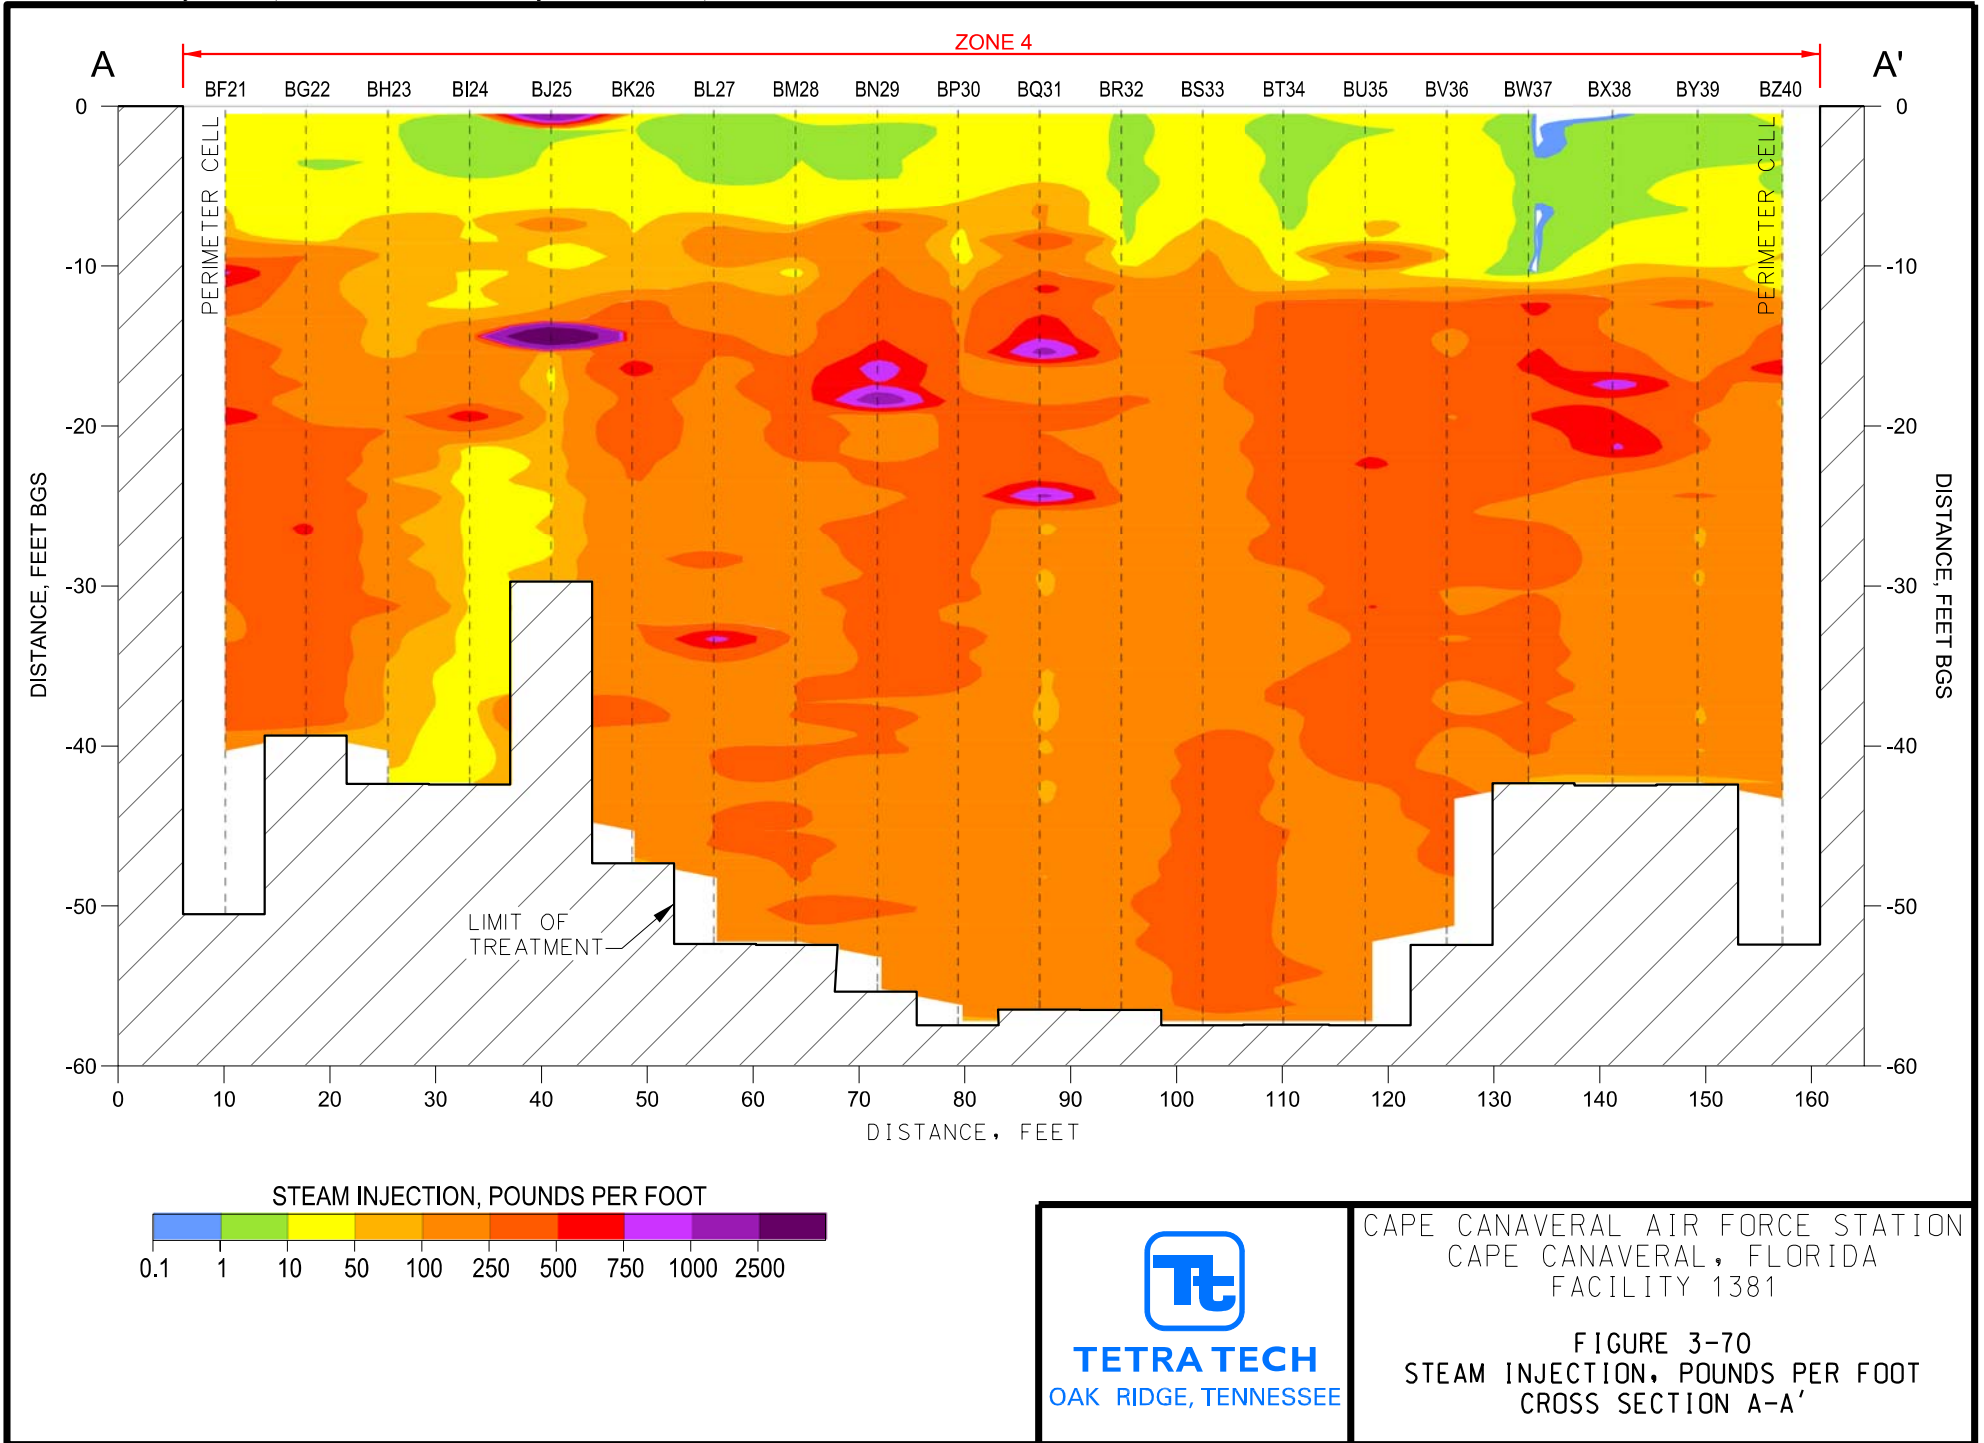 ZONE 4
A
A'
BF21 BG22 BH23 BI24 BJ25 BK26 BL27 BM28 BN29 BP30 BQ31 BR32 BS33 BT34 BU35 BV36 BW37 BX38 BY39 BZ40
0
-10
-20
-30
-40
-50
-60
DISTANCE, FEET BGS
PERIMETER CELL
PERIMETER CELL
0
-10
-20
-30
-40
-50
-60
DISTANCE, FEET BGS
LIMIT OF
TREATMENT
0 10 20 30 40 50 60 70 80 90 100 110 120 130 140 150 160
DISTANCE, FEET
STEAM INJECTION, POUNDS PER FOOT
0.1 1 10 50 100 250 500 750 1000 2500
Tt
TETRA TECH
OAK RIDGE, TENNESSEE
CAPE CANAVERAL AIR FORCE STATION
CAPE CANAVERAL, FLORIDA
FACILITY 1381
FIGURE 3-70
STEAM INJECTION, POUNDS PER FOOT
CROSS SECTION A-A'